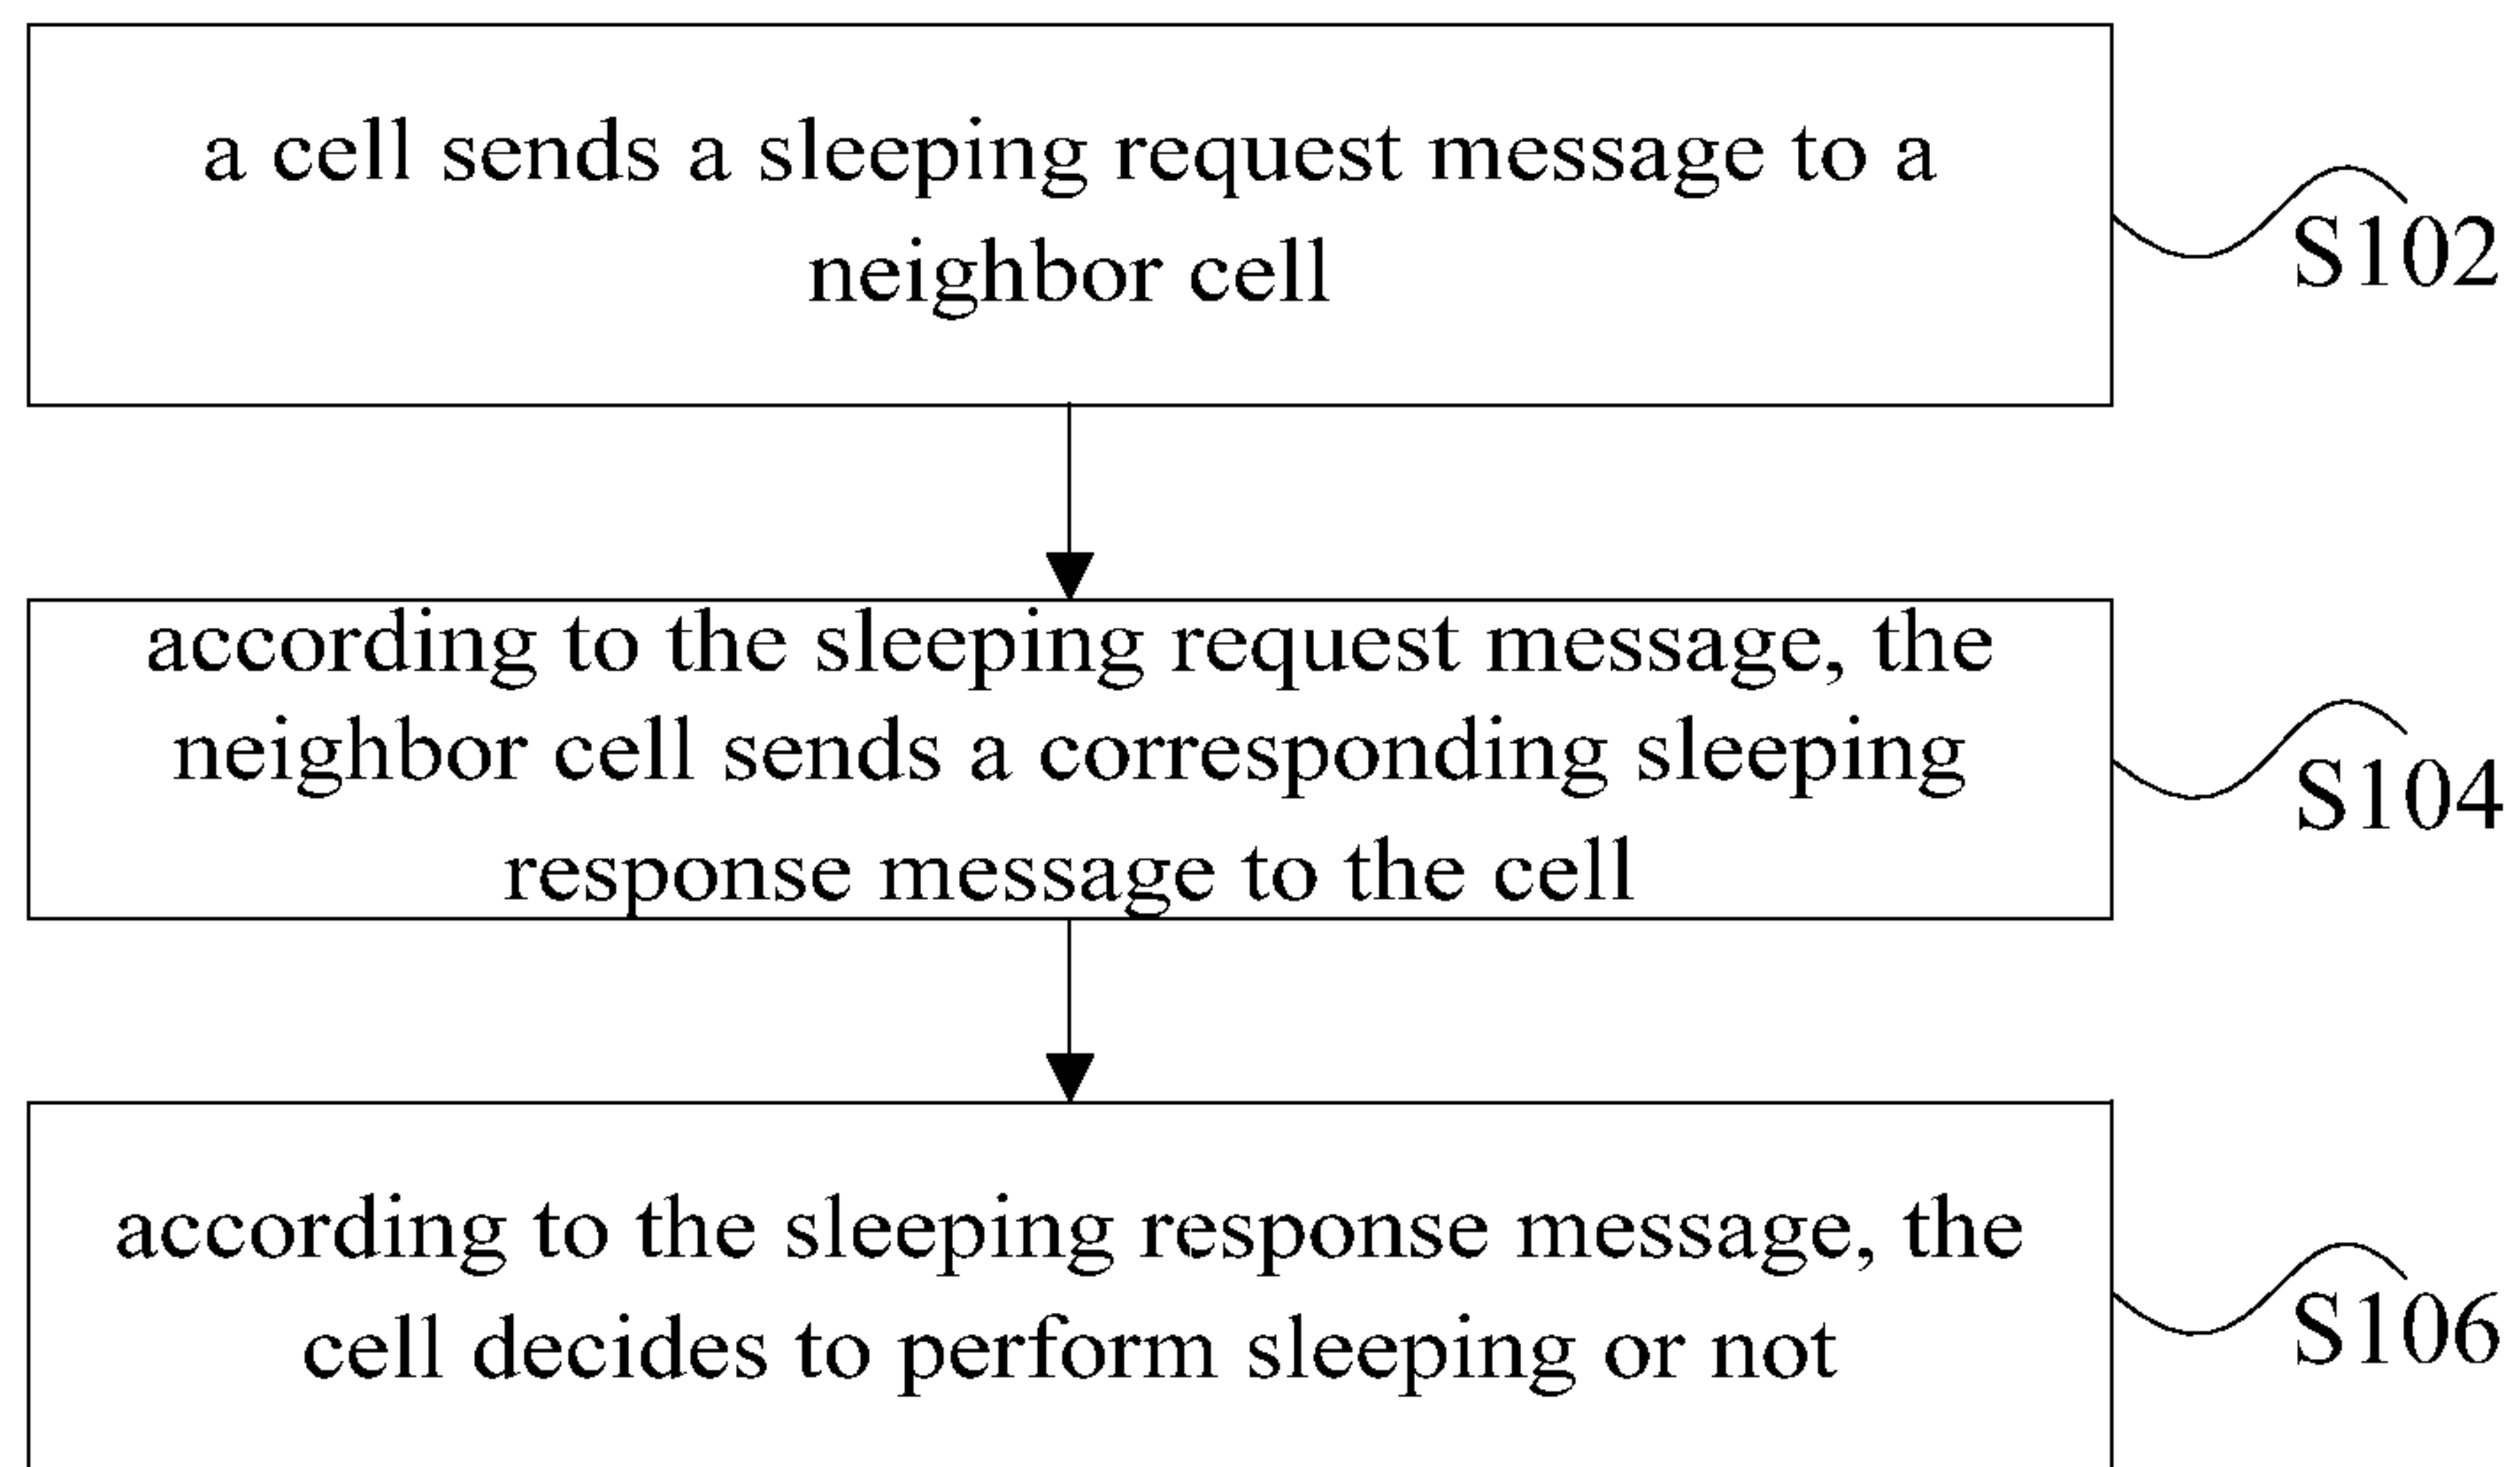 a cell sends a sleeping request message to a
neighbor cell
S102
according to the sleeping request message, the
neighbor cell sends a corresponding sleeping
response message to the cell
S104
according to the sleeping response message, the
cell decides to perform sleeping or not
S106